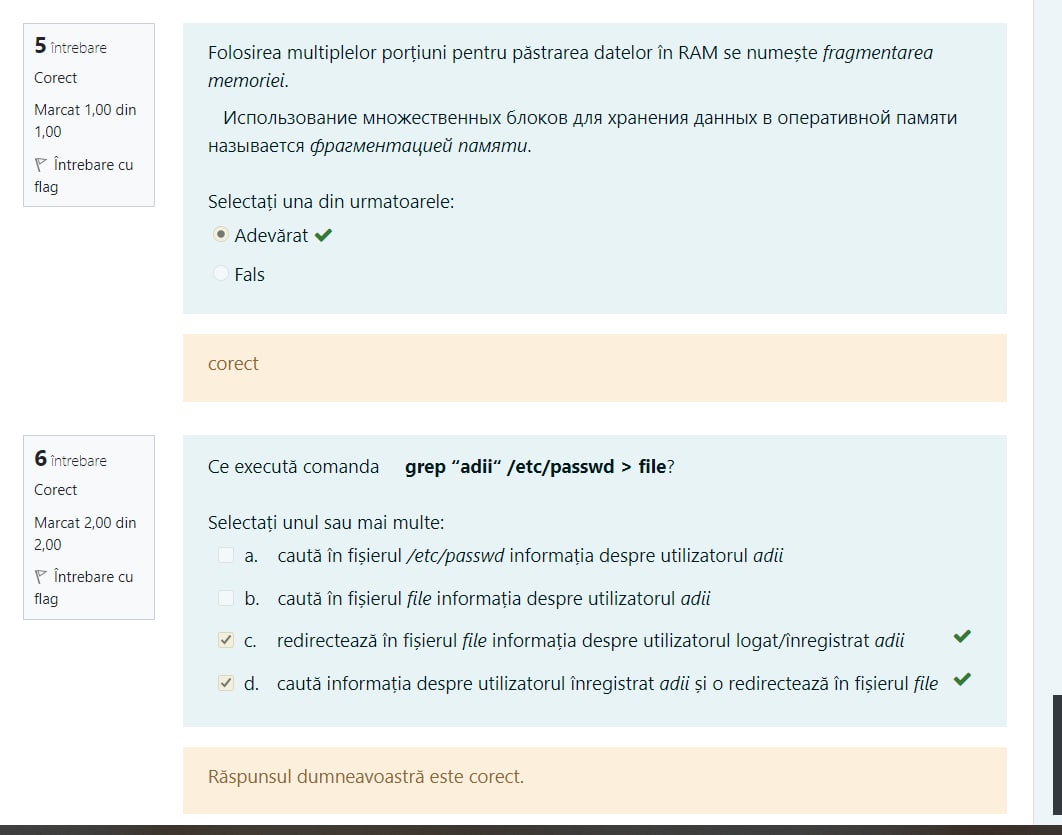 5 întrebare
Corect
Marcat 1,00 din
1,00
Întrebare cu
flag
Folosirea multiplelor porțiuni pentru păstrarea datelor în RAM se numește fragmentarea
memoriei.
Использование множественных блоков для хранения данных в оперативной памяти
называется фрагментацией памяти.
Selectați una din urmatoarele:
Adevărat
Fals
corect
6 întrebare
Corect
Marcat 2,00 din
2,00
Întrebare cu
flag
Ce execută comanda grep “adii“ /etc/passwd > file?
Selectați unul sau mai multe:
a. caută în fișierul /etc/passwd informația despre utilizatorul adii
b. caută în fișierul file informația despre utilizatorul adii
c. redirectează în fișierul file informația despre utilizatorul logat/înregistrat adii
d. caută informația despre utilizatorul înregistrat adii și o redirectează în fișierul file
Răspunsul dumneavoastră este corect.